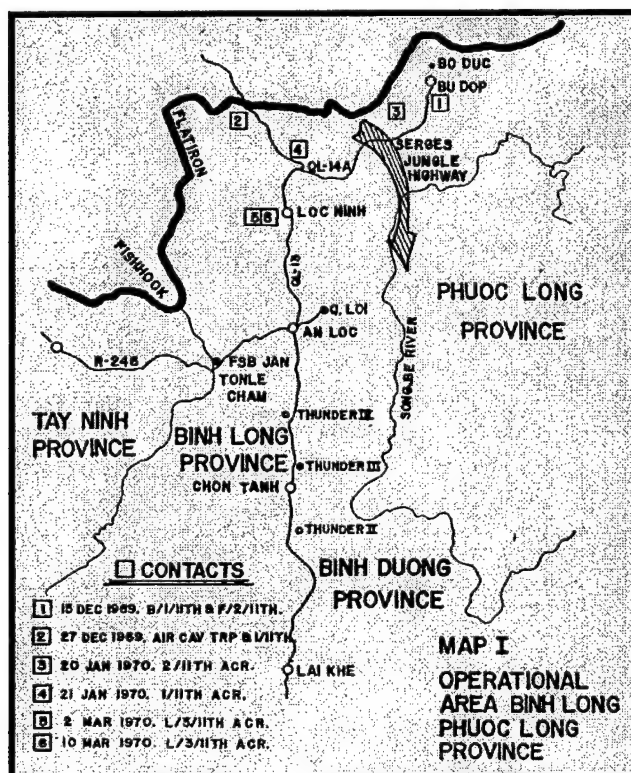 BO DUC
BU DOP
1
3
2
SERGES
JUNGLE
HIGHWAY
4
QL-14A
FLATIRON
5 6
LOC NINH
QL-13
FISHHOOK
PHUOC LONG
PROVINCE
Q. LOI
AN LOC
R-246
FSB JAN
TONLE
CHAM
SONG BE RIVER
TAY NINH
PROVINCE
BINH LONG
PROVINCE
THUNDER IV
THUNDER III
CHON TANH
THUNDER II
BINH DUONG
PROVINCE
CONTACTS
1 15 DEC 1969. B/1/11TH & F/2/11TH.
2 27 DEC 1969. AIR CAV TRP & 1/11TH.
3 20 JAN 1970. 2/11TH ACR.
4 21 JAN 1970. 1/11TH ACR.
5 2 MAR 1970. L/3/11TH ACR.
6 10 MAR 1970. L/3/11TH ACR.
LAI KHE
MAP I
OPERATIONAL
AREA BINH LONG
PHUOC LONG
PROVINCE